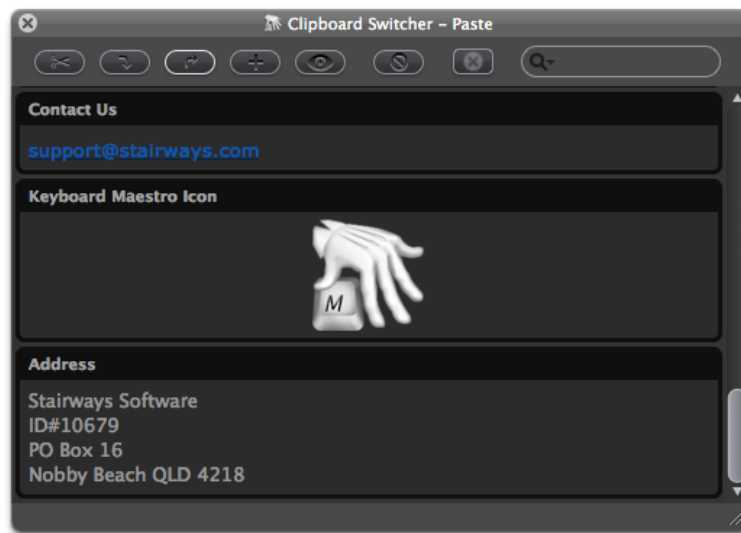 Clipboard Switcher – Paste
Contact Us
support@stairways.com
Keyboard Maestro Icon
M
Address
Stairways Software
ID#10679
PO Box 16
Nobby Beach QLD 4218